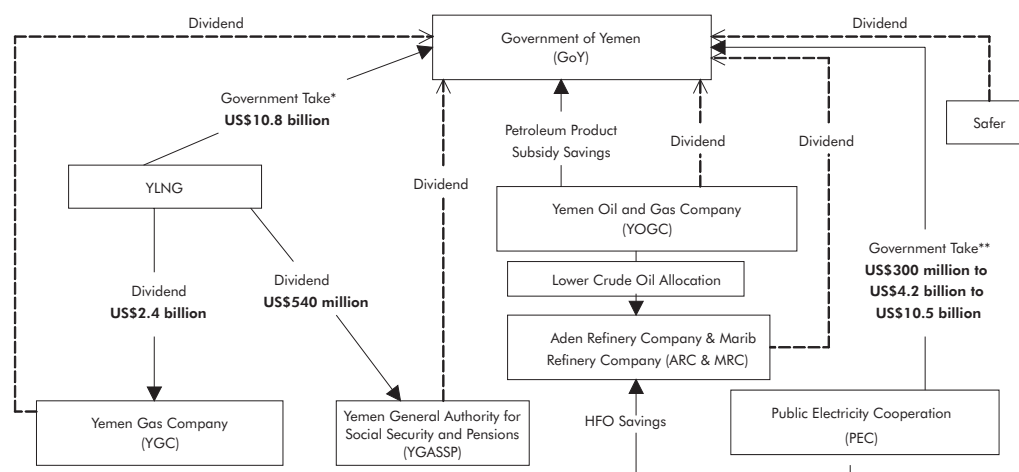 Dividend
Dividend
Government of Yemen
(GoY)
Government Take*
US$10.8 billion
Petroleum Product
Subsidy Savings
Dividend
Dividend
Safer
Dividend
YLNG
Yemen Oil and Gas Company
(YOGC)
Government Take**
US$300 million to
US$4.2 billion to
US$10.5 billion
Dividend
US$2.4 billion
Dividend
US$540 million
Lower Crude Oil Allocation
Aden Refinery Company & Marib
Refinery Company (ARC & MRC)
Yemen Gas Company
(YGC)
Yemen General Authority for
Social Security and Pensions
(YGASSP)
HFO Savings
Public Electricity Cooperation
(PEC)